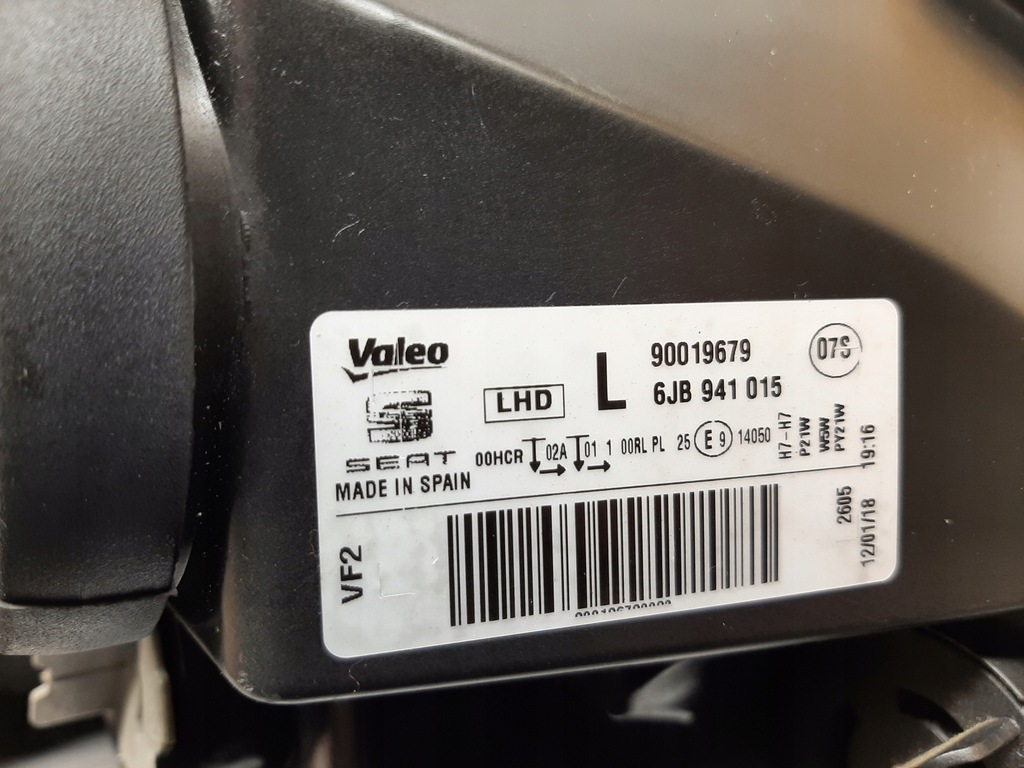 Valeo
SEAT
MADE IN SPAIN
LHD
L
90019679
6JB 941 015
07S
00HCR 02A 01 1 00RL PL 25 E9 14050
H7-H7
P21W
W5W
PY21W
VF2
2605
12/01/18 19:16